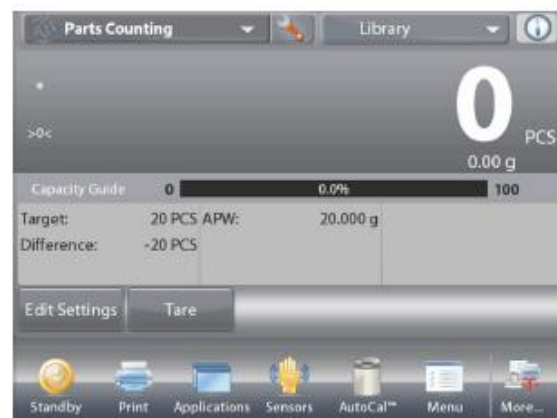 Parts Counting Library
0
>0< PCS
0.00 g
Capacity Guide 0 0.0% 100
Target: 20 PCS APW: 20.000 g
Difference: -20 PCS
Edit Settings Tare
Standby Print Applications Sensors AutoCal™ Menu More...